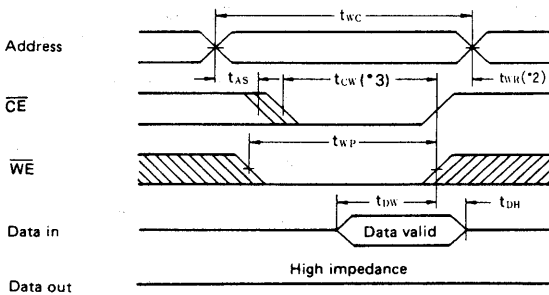 tWC
Address
tAS
tCW(*3)
tWR(*2)
CE
tWP
WE
tDW
tDH
Data in
Data valid
High impedance
Data out